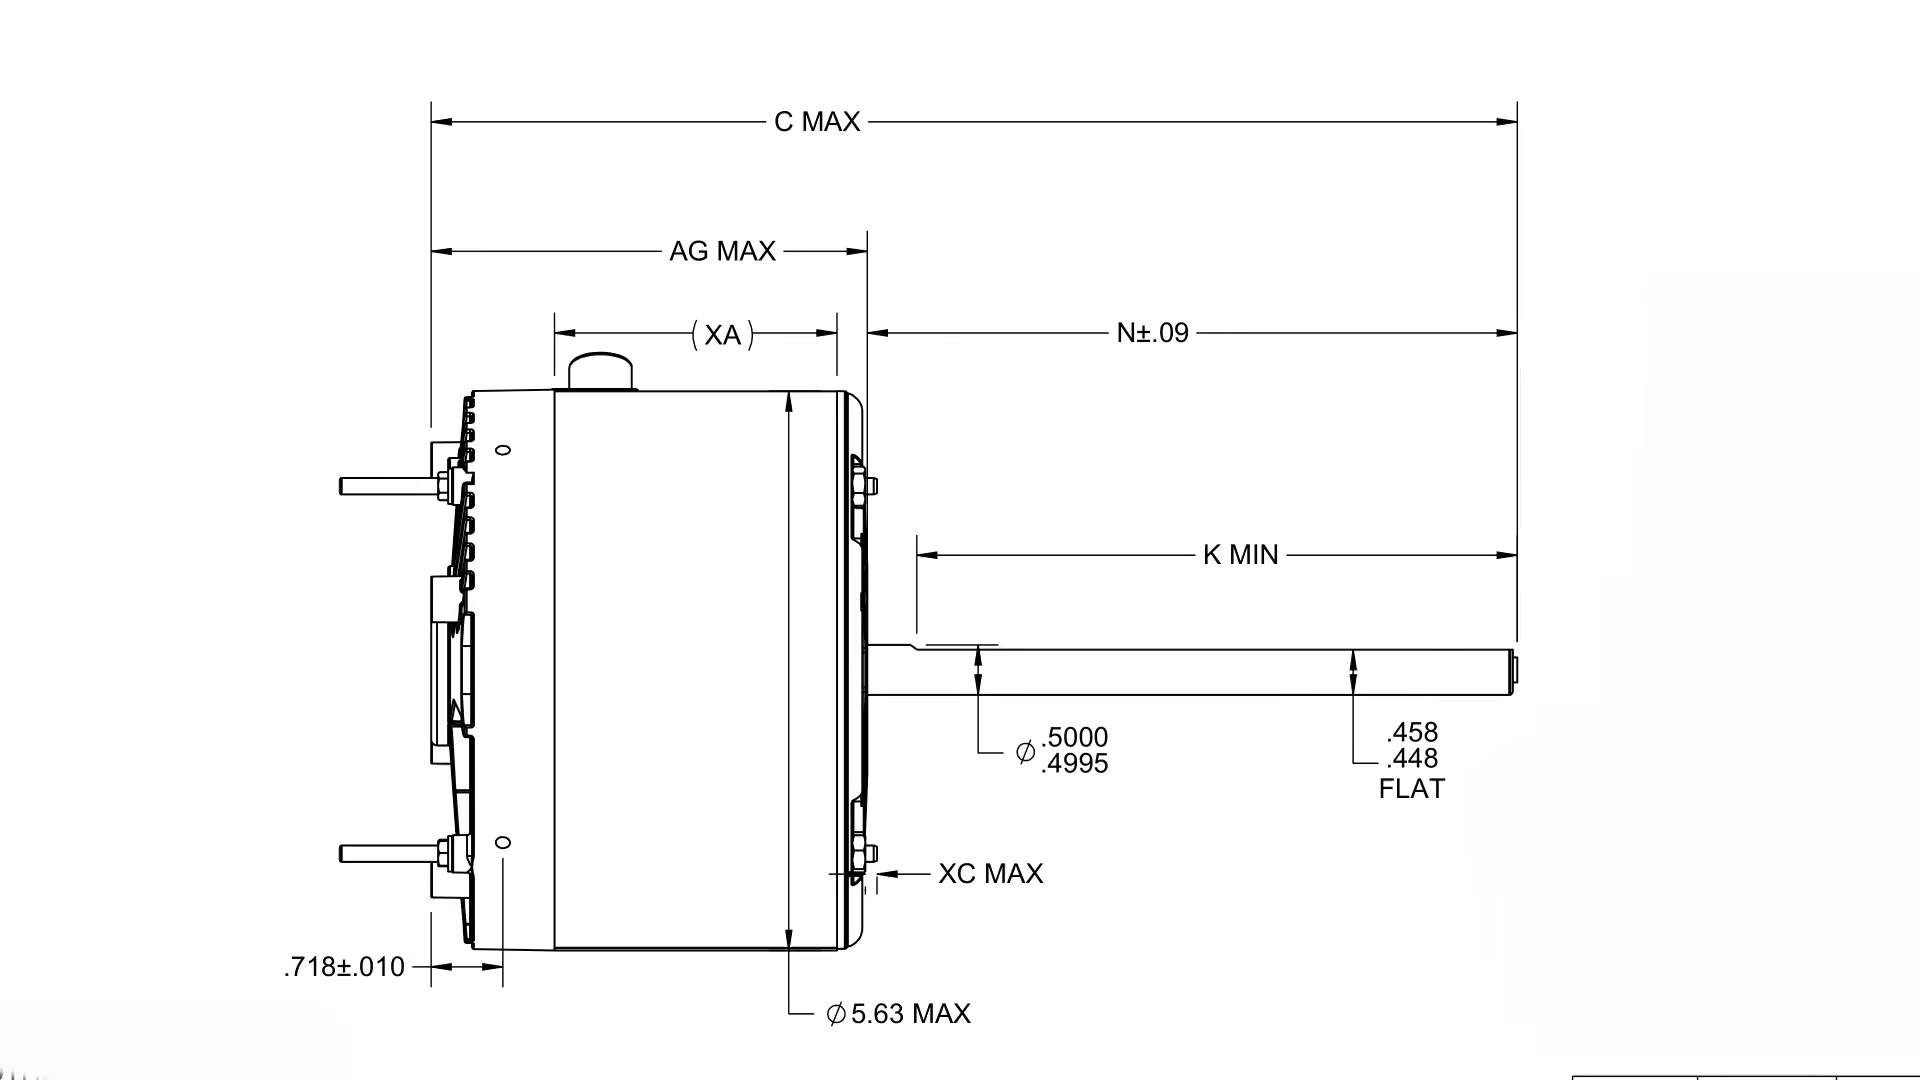 C MAX
AG MAX
(XA)
N±.09
K MIN
⌀.5000
.4995
.458
.448
FLAT
XC MAX
.718±.010
⌀5.63 MAX